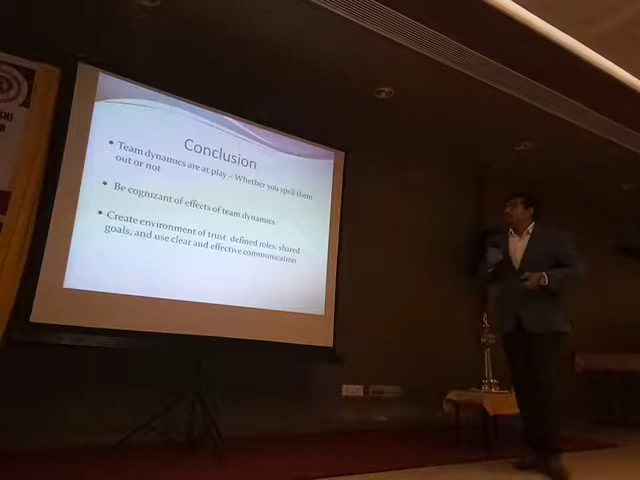 Conclusion
• Team dynamics are at play – Whether you spell them
out or not
• Be cognizant of effects of team dynamics
• Create environment of trust: defined roles, shared
goals, and use clear and effective communication